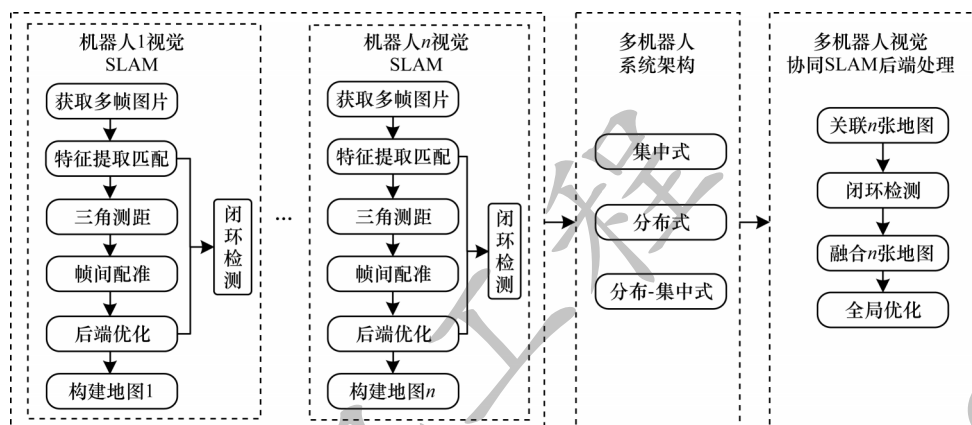 机器人1视觉
SLAM
获取多帧图片
特征提取匹配
三角测距
帧间配准
后端优化
构建地图1
闭环检测
...
机器人n视觉
SLAM
获取多帧图片
特征提取匹配
三角测距
帧间配准
后端优化
构建地图n
闭环检测
多机器人
系统架构
集中式
分布式
分布-集中式
多机器人视觉
协同SLAM后端处理
关联n张地图
闭环检测
融合n张地图
全局优化
工程